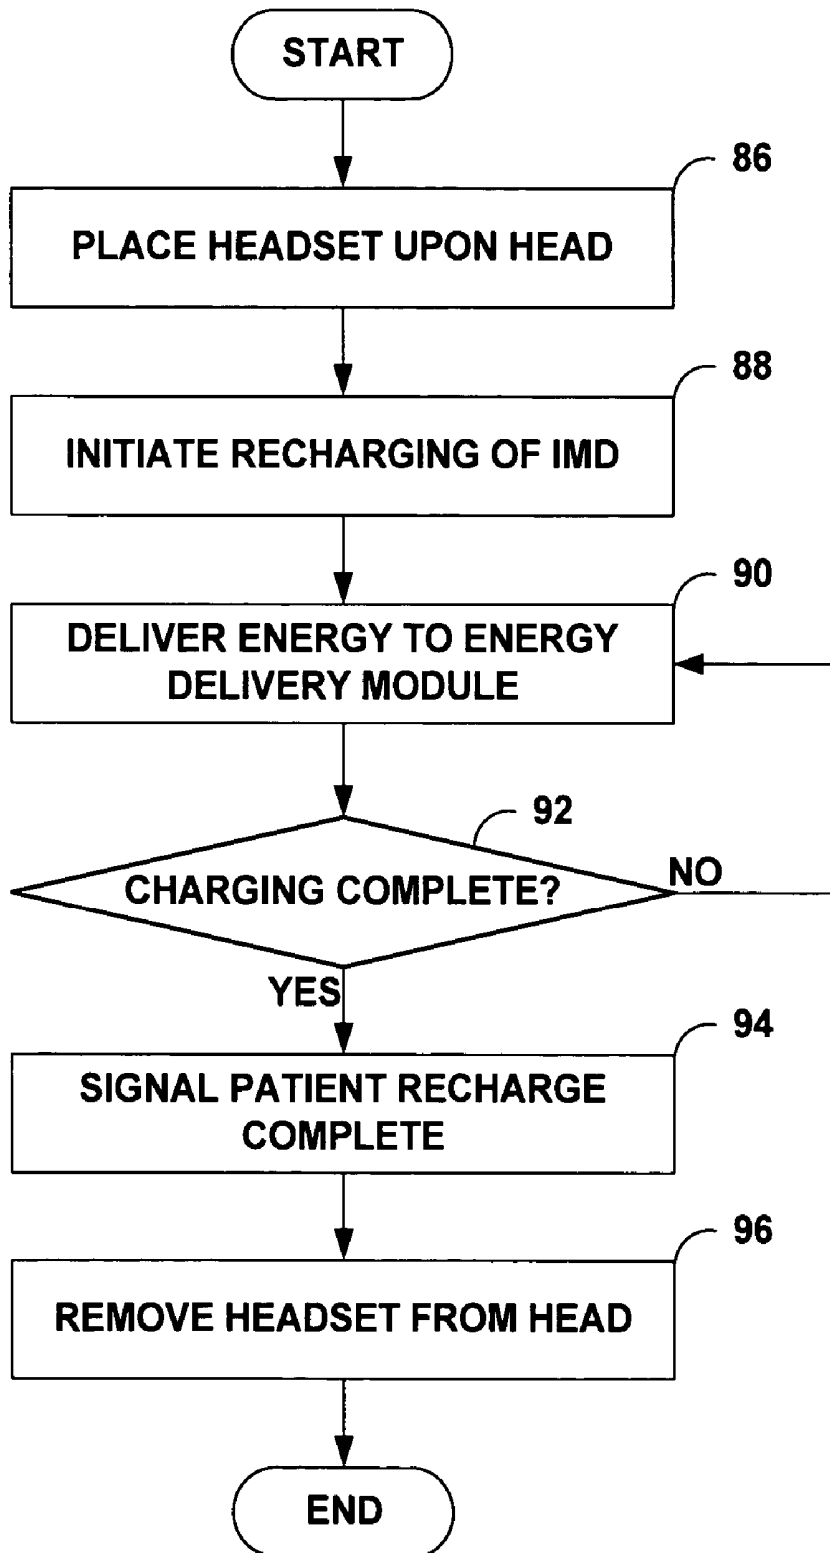 START
86
PLACE HEADSET UPON HEAD
88
INITIATE RECHARGING OF IMD
90
DELIVER ENERGY TO ENERGY
DELIVERY MODULE
92
CHARGING COMPLETE?
NO
YES
94
SIGNAL PATIENT RECHARGE
COMPLETE
96
REMOVE HEADSET FROM HEAD
END